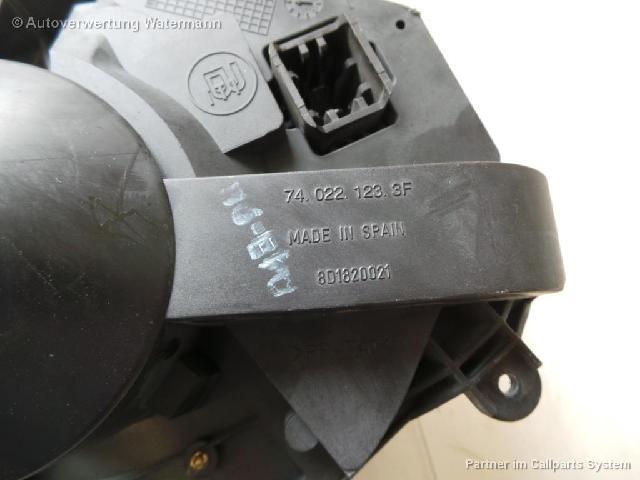 © Autoverwertung Watermann
74.022.123.3F
MADE IN SPAIN
8D1820021
Partner im Callparts System